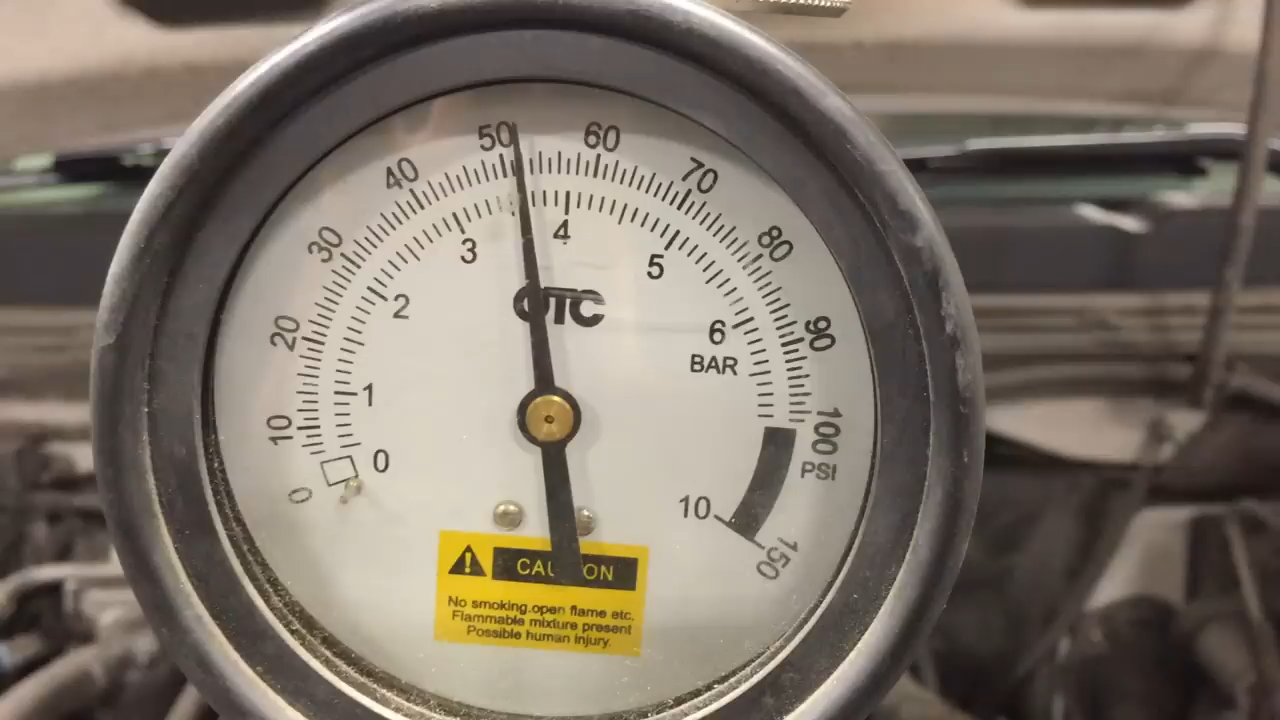 50
60
40
70
30
80
3
4
5
2
6
20
90
BAR
OTC
1
10
100
0
PSI
0
10
150
CAUTION
No smoking.open flame etc.
Flammable mixture present
Possible human injury.